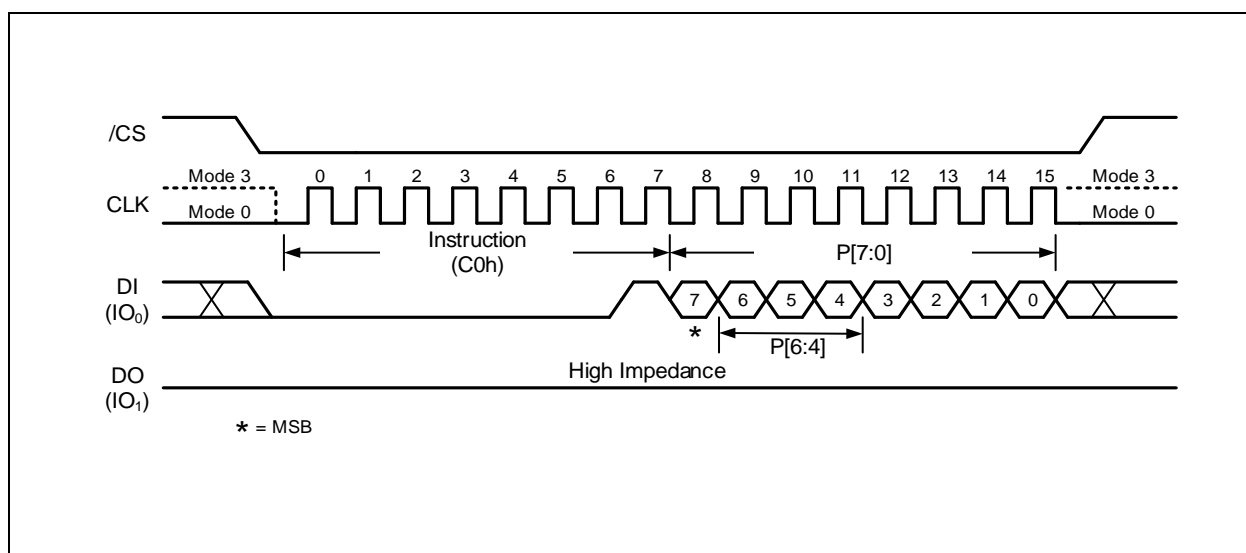 /CS
Mode 3 0 1 2 3 4 5 6 7 8 9 10 11 12 13 14 15 Mode 3
CLK
Mode 0 Mode 0
Instruction
(C0h)
P[7:0]
DI
(IO₀)
7 6 5 4 3 2 1 0
*
P[6:4]
High Impedance
DO
(IO₁)
* = MSB